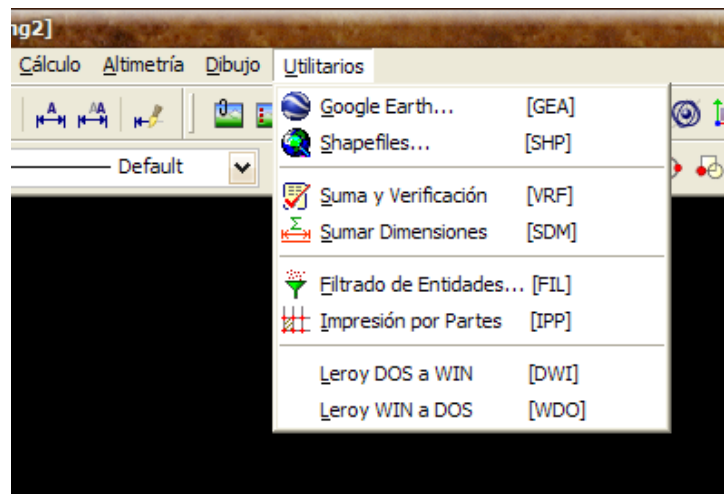 ng2]
Cálculo Altimetría Dibujo Utilitarios
Default
Google Earth... [GEA]
Shapefiles... [SHP]
Suma y Verificación [VRF]
Sumar Dimensiones [SDM]
Filtrado de Entidades... [FIL]
Impresión por Partes [IPP]
Leroy DOS a WIN [DWI]
Leroy WIN a DOS [WDO]